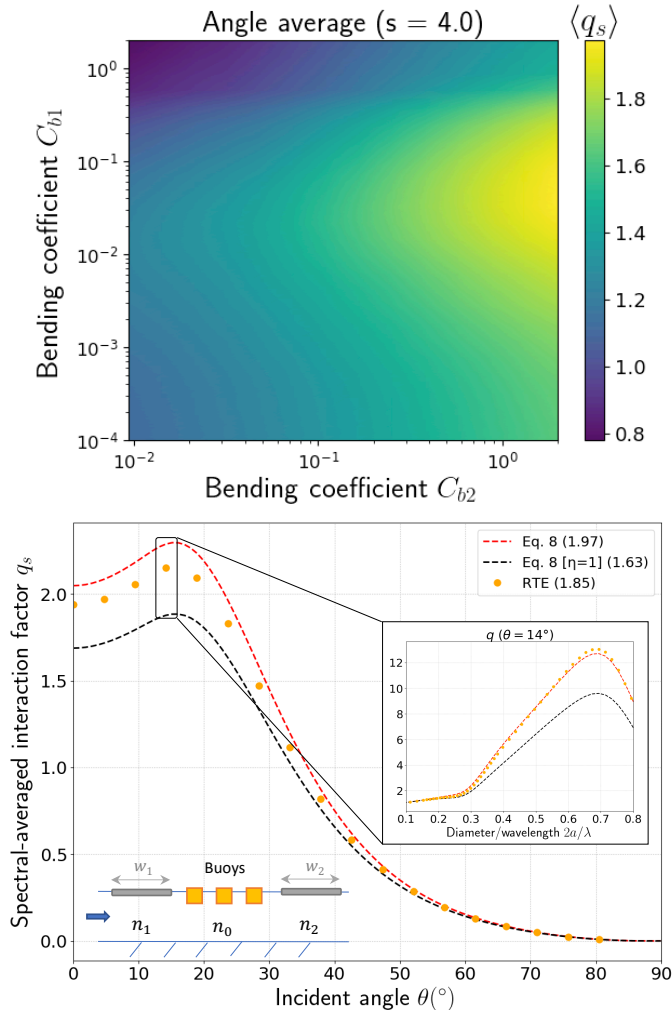 Angle average (s = 4.0)
⟨q_s⟩
Bending coefficient C_{b1}
10^0
10^{-1}
10^{-2}
10^{-3}
10^{-4}
1.8
1.6
1.4
1.2
1.0
0.8
10^{-2}
10^{-1}
10^0
Bending coefficient C_{b2}
Spectral-averaged interaction factor q_s
2.0
1.5
1.0
0.5
0.0
Eq. 8 (1.97)
Eq. 8 [η=1] (1.63)
RTE (1.85)
q (θ = 14°)
12
10
8
6
4
2
0.1
0.2
0.3
0.4
0.5
0.6
0.7
0.8
Diameter/wavelength 2a/λ
w_1
Buoys
w_2
n_1
n_0
n_2
0
10
20
30
40
50
60
70
80
90
Incident angle θ(°)